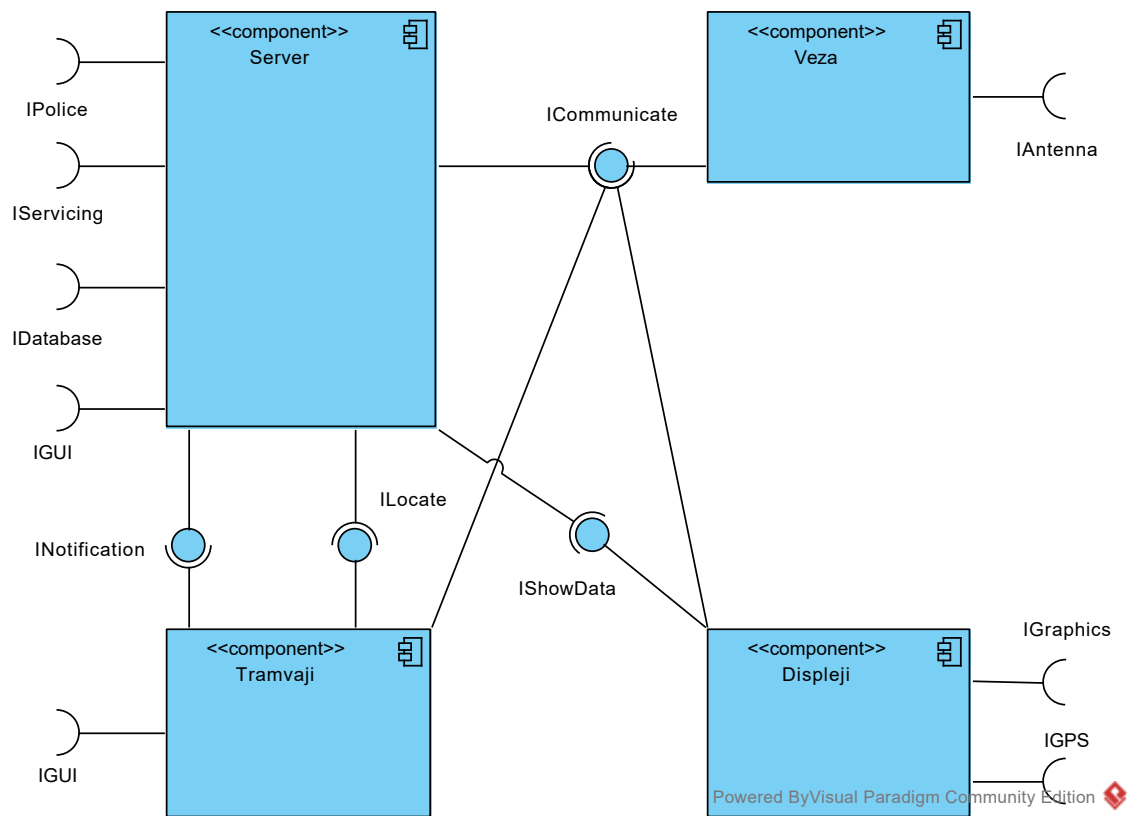 <<component>>
Server
<<component>>
Veza
IPolice
ICommunicate
IAntenna
IServicing
IDatabase
IGUI
ILocate
INotification
IShowData
<<component>>
Tramvaji
<<component>>
Displeji
IGraphics
IGPS
IGUI
Powered ByVisual Paradigm Community Edition